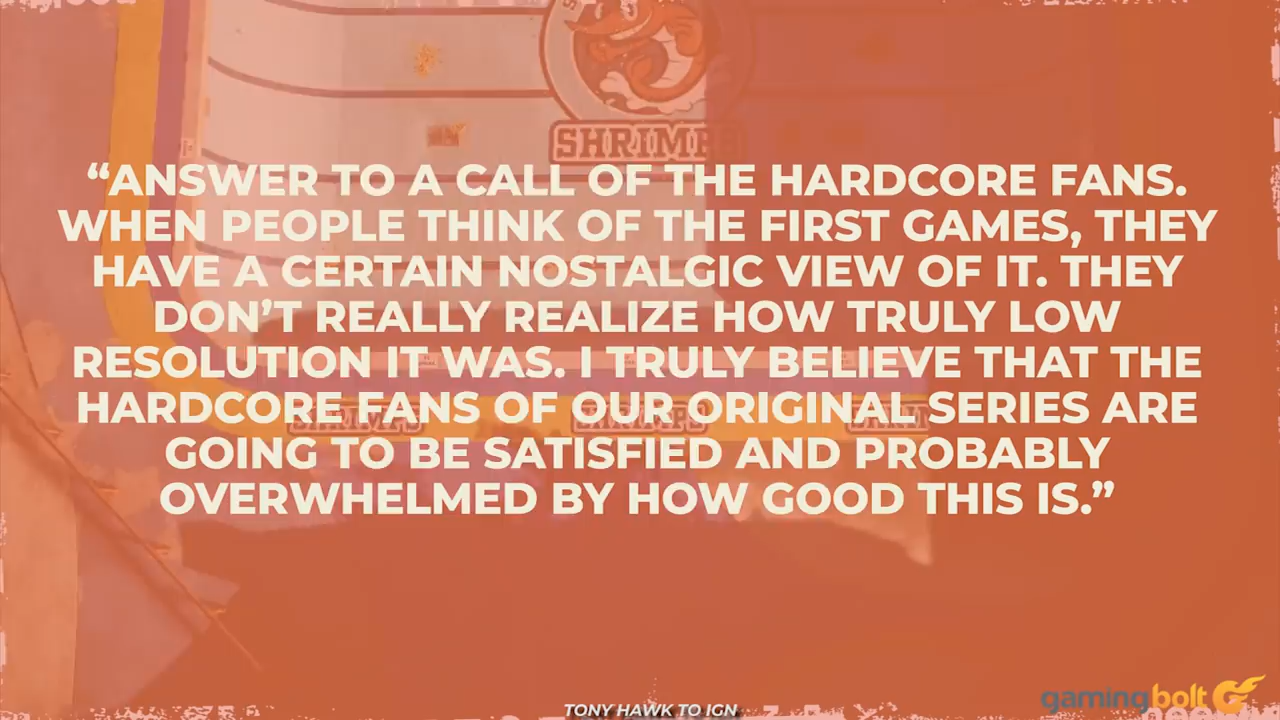 SHRIMPS
“ANSWER TO A CALL OF THE HARDCORE FANS.
WHEN PEOPLE THINK OF THE FIRST GAMES, THEY
HAVE A CERTAIN NOSTALGIC VIEW OF IT. THEY
DON’T REALLY REALIZE HOW TRULY LOW
RESOLUTION IT WAS. I TRULY BELIEVE THAT THE
HARDCORE FANS OF OUR ORIGINAL SERIES ARE
GOING TO BE SATISFIED AND PROBABLY
OVERWHELMED BY HOW GOOD THIS IS.”
SHRIMPS SHRIMPS
TONY HAWK TO IGN
gamingbolt